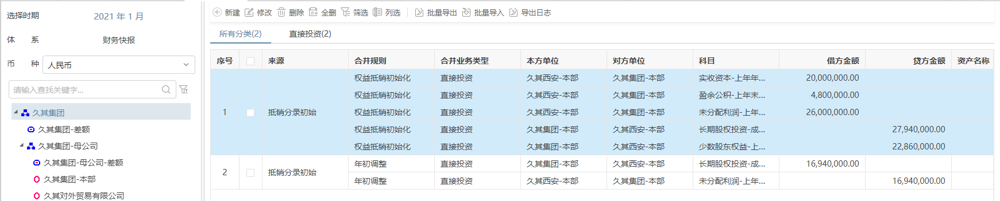 选择时期 2021 年 1 月
体 系 财务快报
币 种 人民币
请输入查找关键字...
久其集团
久其集团-差额
久其集团-母公司
久其集团-母公司-差额
久其集团-本部
久其对外贸易有限公司
新建 修改 删除 全删 筛选 列选 批量导出 批量导入 导出日志
所有分类(2) 直接投资(2)
序号 来源 合并规则 合并业务类型 本方单位 对方单位 科目 借方金额 贷方金额 资产名称
权益抵销初始化 直接投资 久其西安-本部 久其集团-本部 实收资本-上年年... 20,000,000.00
权益抵销初始化 直接投资 久其西安-本部 久其集团-本部 盈余公积-上年末... 4,800,000.00
1 抵销分录初始 权益抵销初始化 直接投资 久其西安-本部 久其集团-本部 未分配利润-上年... 26,000,000.00
权益抵销初始化 直接投资 久其集团-本部 久其西安-本部 长期股权投资-成... 27,940,000.00
权益抵销初始化 直接投资 久其集团-本部 久其西安-本部 少数股东权益-上... 22,860,000.00
2 抵销分录初始 年初调整 直接投资 久其集团-本部 久其西安-本部 长期股权投资-成... 16,940,000.00
年初调整 直接投资 久其西安-本部 久其集团-本部 未分配利润-上年... 16,940,000.00